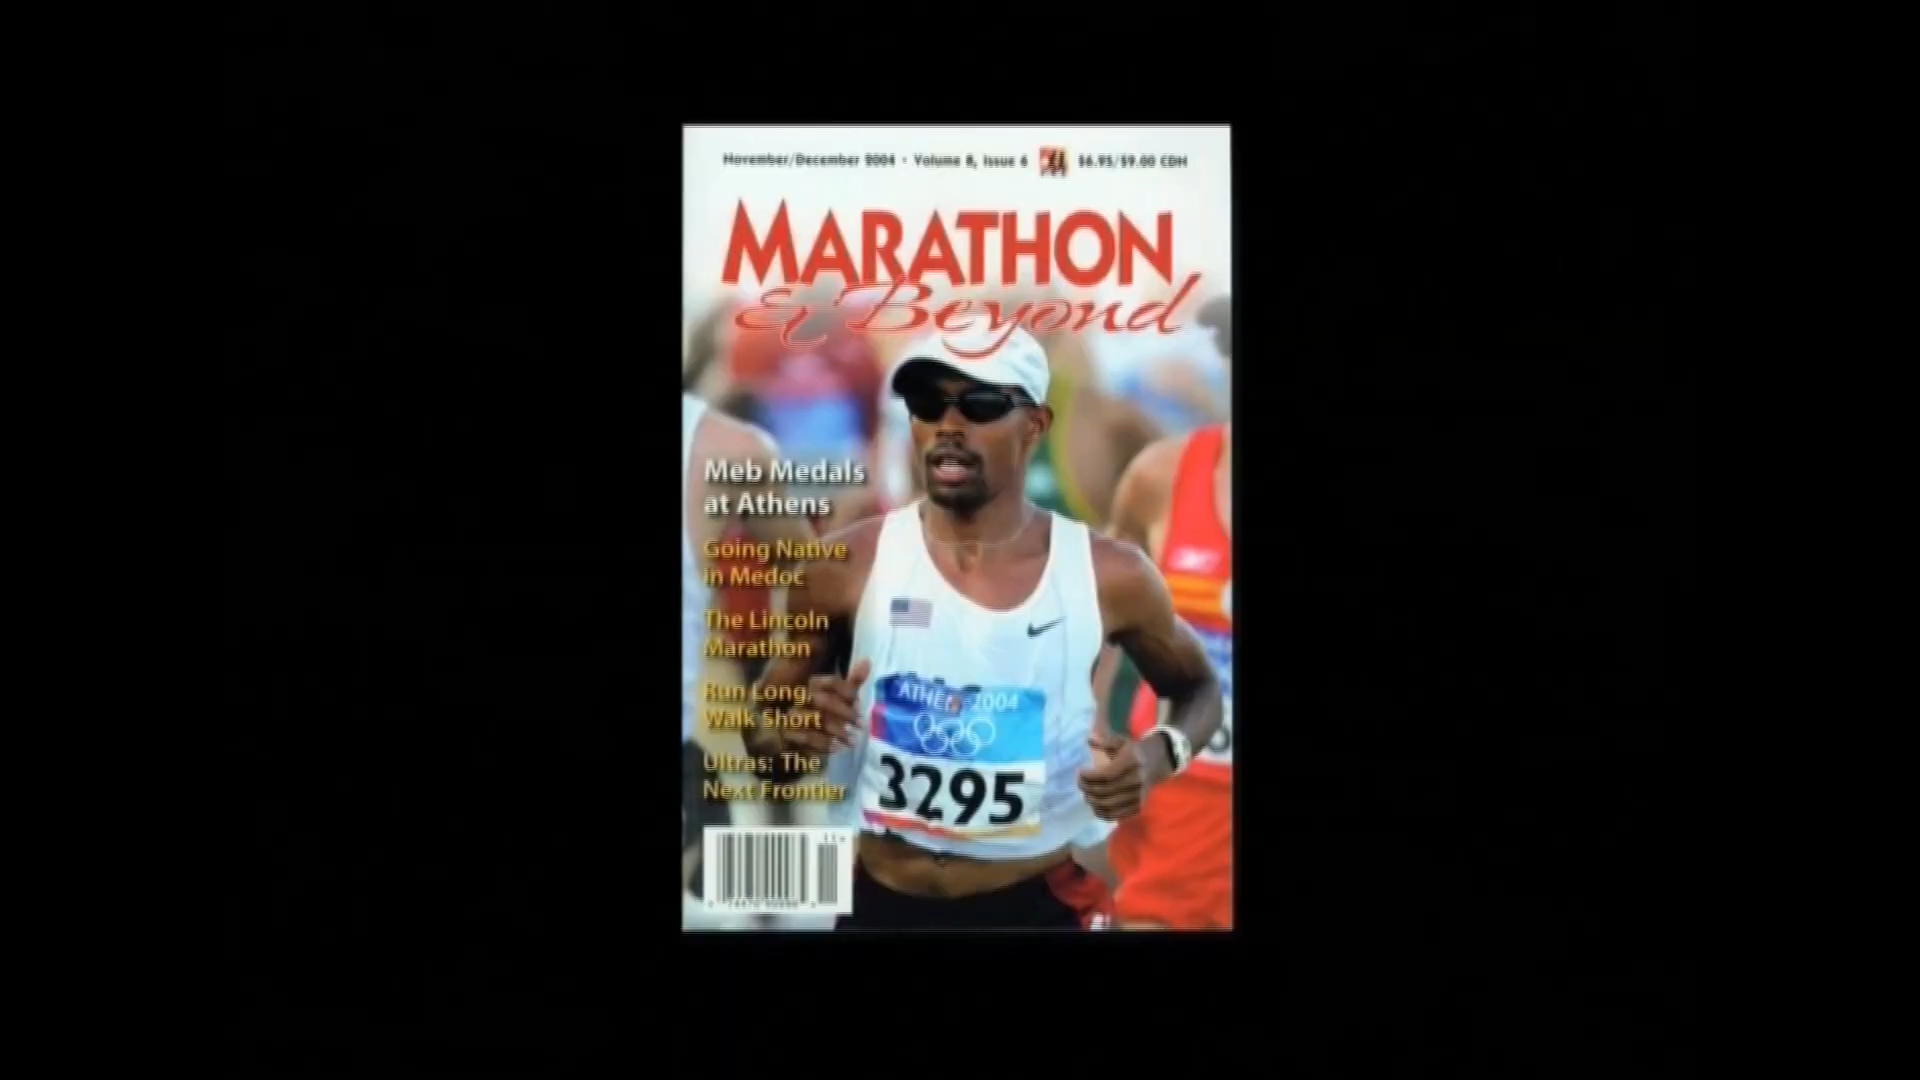 November/December 2004 • Volume 8, Issue 6 $6.95/$9.00 CDN
MARATHON
& Beyond
Meb Medals
at Athens
Going Native
in Medoc
The Lincoln
Marathon
Run Long,
Walk Short
Ultras: The
Next Frontier
ATHENS 2004
3295